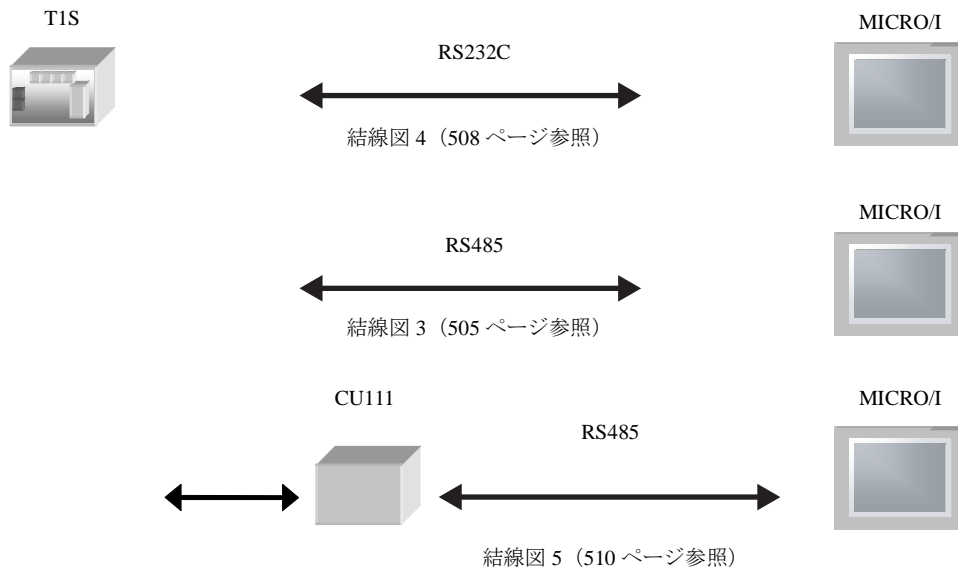 T1S
MICRO/I
RS232C
結線図 4（508 ページ参照）
MICRO/I
RS485
結線図 3（505 ページ参照）
CU111
MICRO/I
RS485
結線図 5（510 ページ参照）